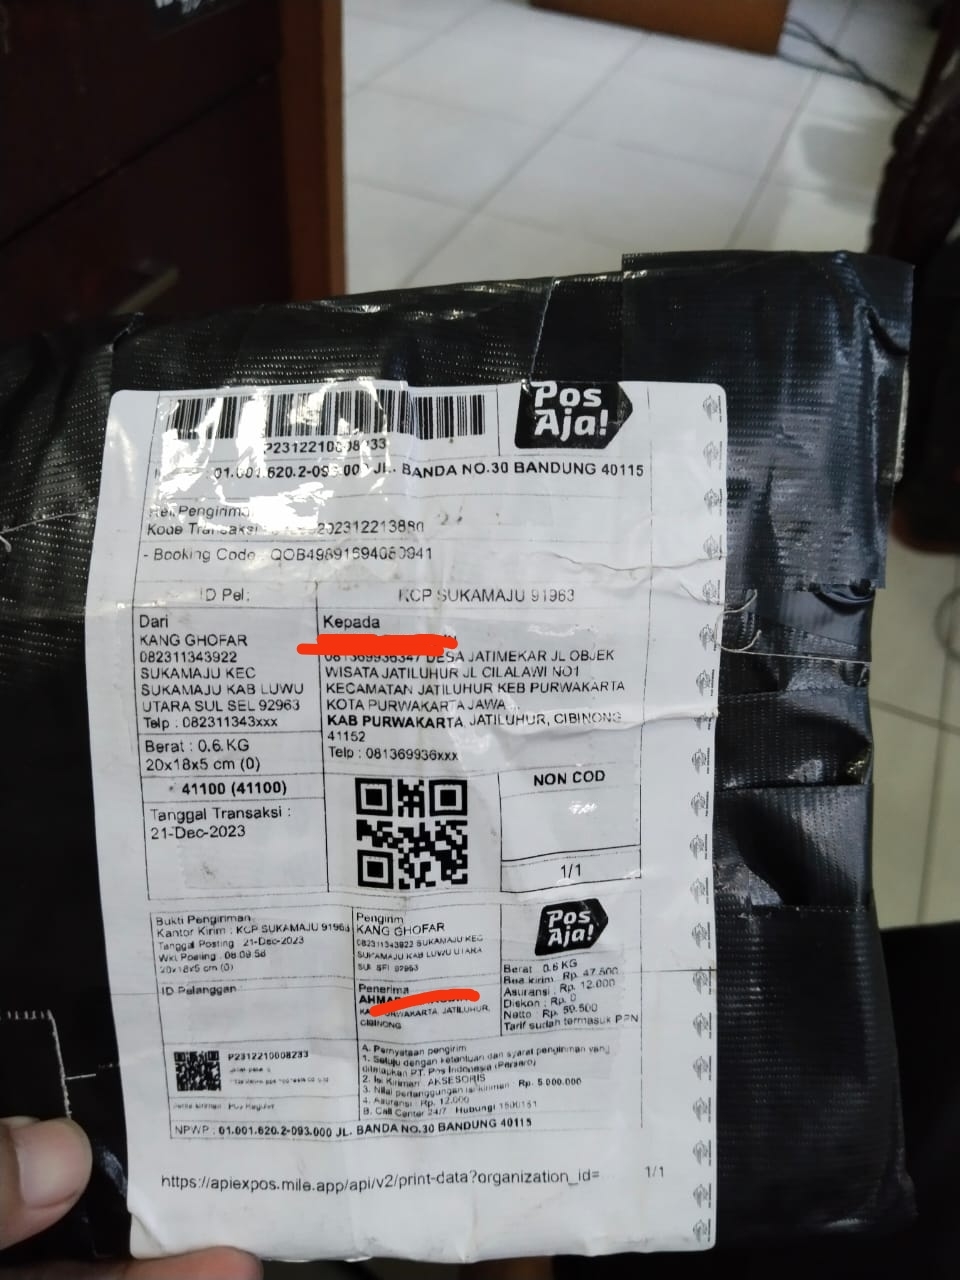 Pos
Aja!
P2312210008233
01.001.620.2-093.000 JL. BANDA NO.30 BANDUNG 40115
Kode Transaksi 202312213880
- Booking Code
ID Pel : KCP SUKAMAJU 91963
Dari
KANG GHOFAR
082311343922
SUKAMAJU KEC
SUKAMAJU KAB LUWU
UTARA SUL SEL 92963
Telp : 082311343xxx
Kepada
081369936347 DESA JATIMEKAR JL OBJEK
WISATA JATILUHUR JL CILALAWI NO1
KECAMATAN JATILUHUR KEB PURWAKARTA
KOTA PURWAKARTA JAWA...
KAB PURWAKARTA, JATILUHUR, CIBINONG
41152
Telp : 081369936xxx
Berat : 0.6 KG
20x18x5 cm (0)
41100 (41100)
Tanggal Transaksi :
21-Dec-2023
NON COD
1/1
Bukti Pengiriman
Kantor Kirim : KCP SUKAMAJU 91963
Tanggal Posting 21-Dec-2023
20x18x5 cm (0)
ID Pelanggan
Pengirim
KANG GHOFAR
082311343922 SUKAMAJU KEC
SUKAMAJU KAB LUWU UTARA
SUL SEL 92963
Penerima
PURWAKARTA, JATILUHUR,
CIBINONG
Pos
Aja!
Berat 0.6 KG
Bea kirim : Rp. 47.500
Asuransi : Rp. 12.000
Diskon : Rp. 0
Netto Rp. 59.500
Tarif sudah termasuk PPN
P2312210008233
A. Pernyataan pengirim
1. Setuju dengan ketentuan dan syarat pengiriman yang
ditetapkan PT. Pos Indonesia (Persero)
2. Isi Kiriman : AKSESORIS
3. Nilai pertanggungan isi kiriman : Rp. 5.000.000
4. Asuransi : Rp. 12.000
B. Call Center 24/7 Hubungi 1500161
NPWP : 01.001.620.2-093.000 JL. BANDA NO.30 BANDUNG 40115
https://apiexpos.mile.app/api/v2/print-data?organization_id= 1/1